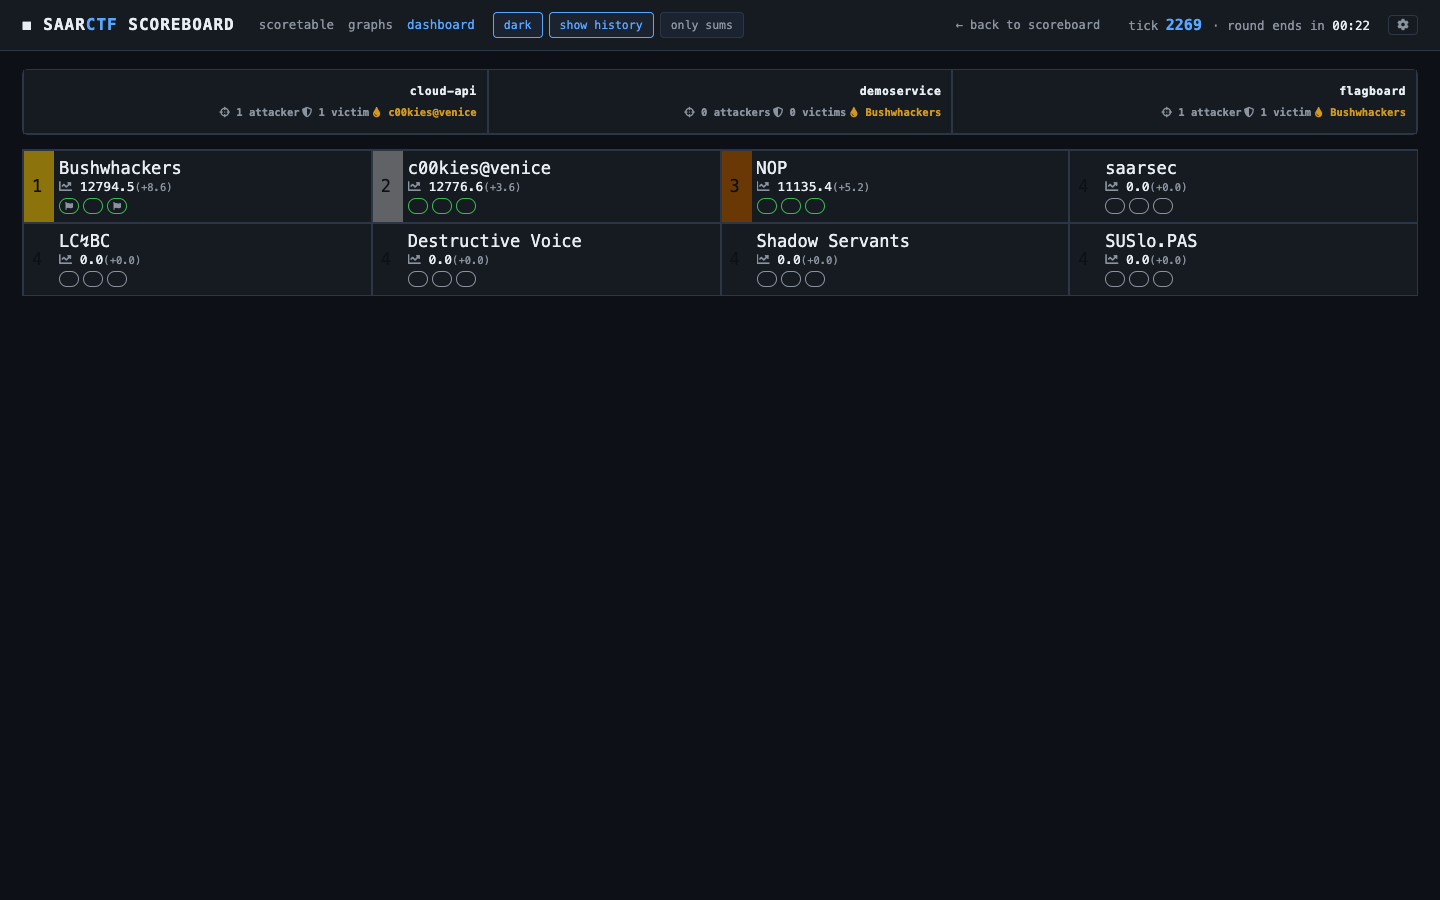 SAARCTF SCOREBOARD scoretable graphs dashboard dark show history only sums ← back to scoreboard tick 2269 · round ends in 00:22
cloud-api demoservice flagboard
1 attacker 1 victim c00kies@venice 0 attackers 0 victims Bushwhackers 1 attacker 1 victim Bushwhackers
1 Bushwhackers
12794.5(+8.6)
2 c00kies@venice
12776.6(+3.6)
3 NOP
11135.4(+5.2)
4 saarsec
0.0(+0.0)
4 LC↯BC
0.0(+0.0)
4 Destructive Voice
0.0(+0.0)
4 Shadow Servants
0.0(+0.0)
4 SUSlo.PAS
0.0(+0.0)